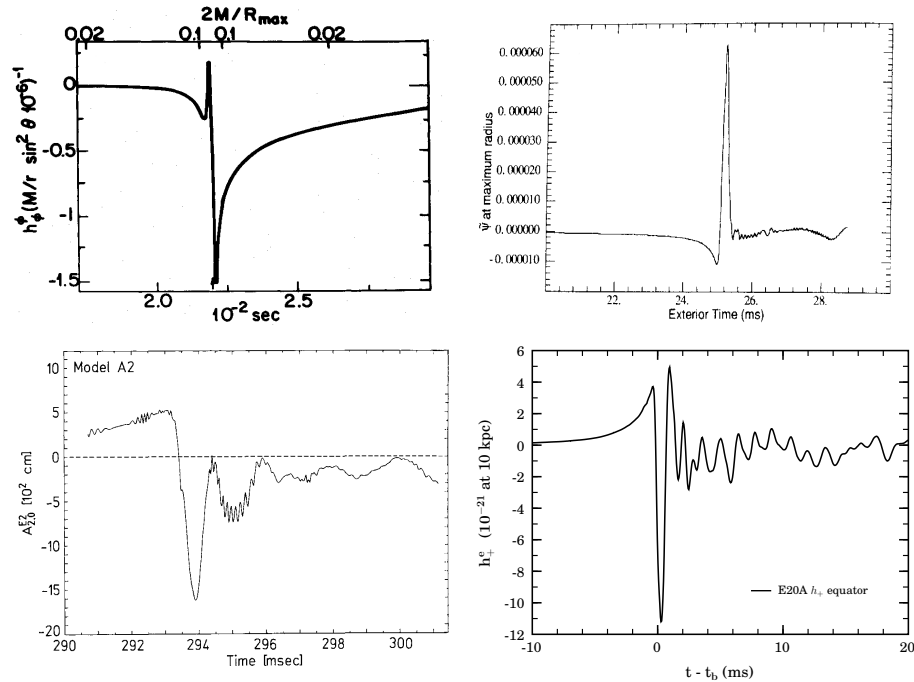 2M/R_max
0.02 0.1 0.1 0.02
h^ϕ_ϕ (M/r sin² θ 10⁻⁶)⁻¹
0
-0.5
-1
-1.5
2.0 2.5
10⁻² sec
ψ̃ at maximum radius
0.000060
0.000050
0.000040
0.000030
0.000020
0.000010
0.000000
-0.000010
22. 24. 26. 28.
Exterior Time (ms)
Model A2
A^{E2}_{2,0} [10² cm]
10
5
0
-5
-10
-15
-20
290 292 294 296 298 300
Time [msec]
h^e_+ (10⁻²¹ at 10 kpc)
6
4
2
0
-2
-4
-6
-8
-10
-12
E20A h₊ equator
-10 0 10 20
t - t_b (ms)